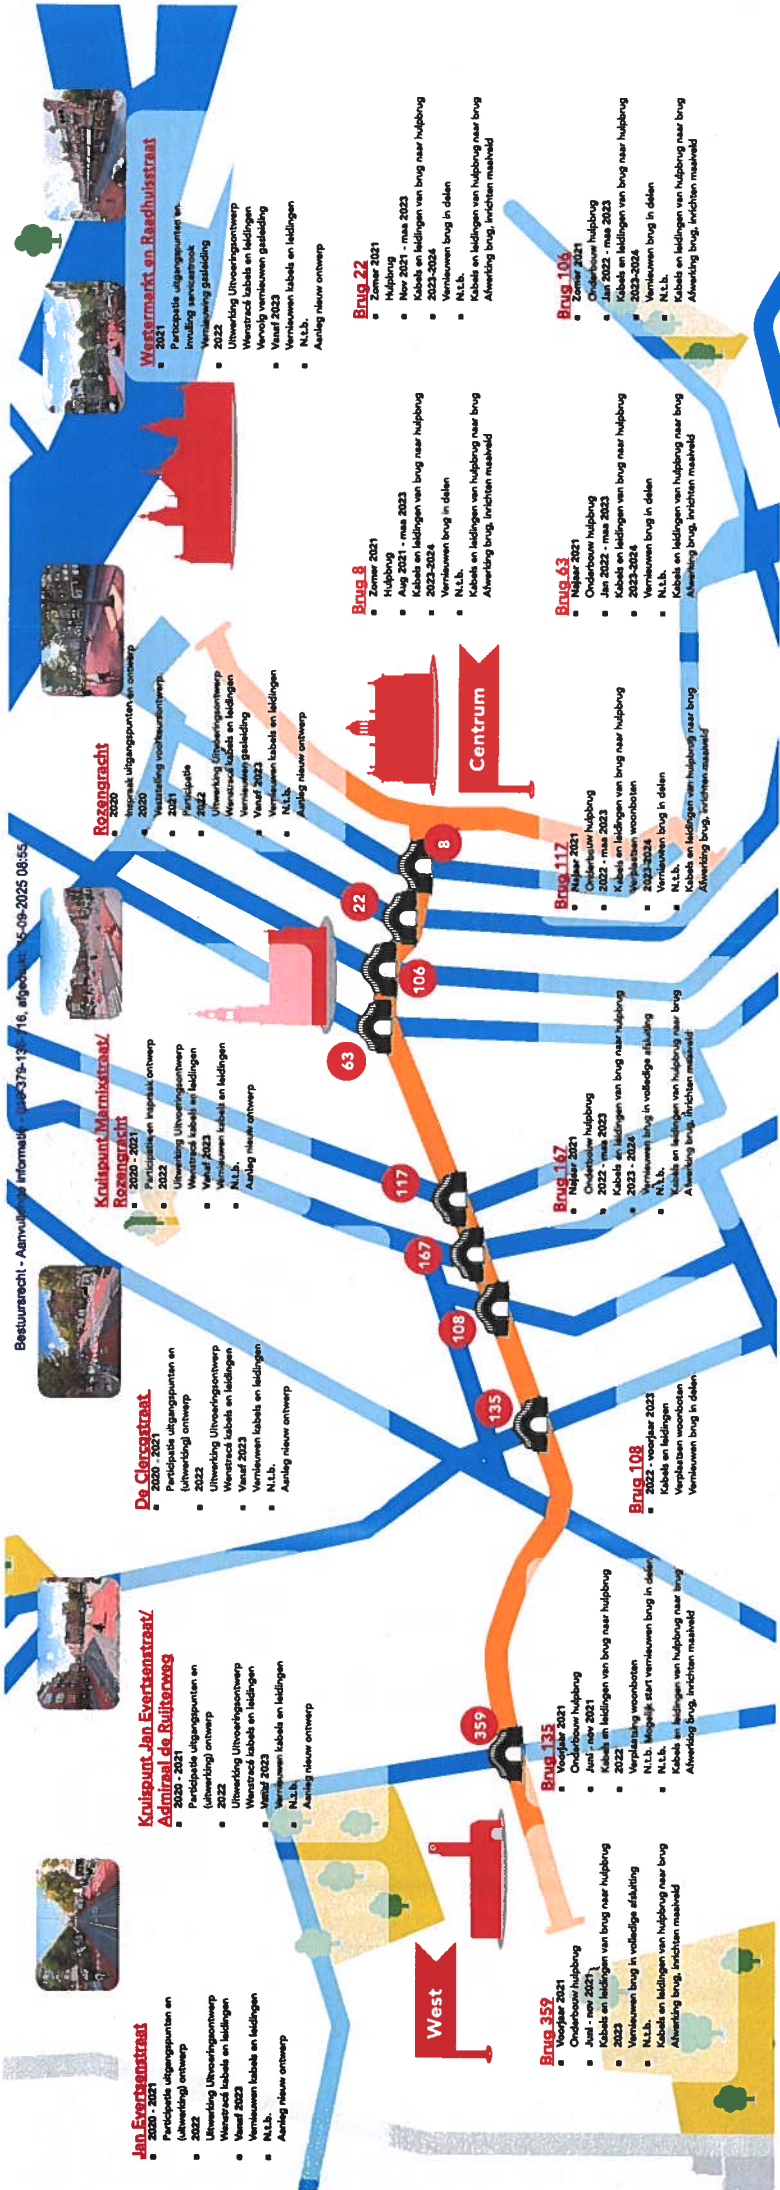 Bestuursrecht - Aanvullende informatie - afgedrukt: 15-09-2025 08:55
Jan Evertsenstraat
2020 - 2021
Participatie uitgangspunten en
(uitwerking) ontwerp
2022
Uitwerking Uitvoeringsontwerp
Wenstracé kabels en leidingen
Vanaf 2023
Vernieuwen kabels en leidingen
N.t.b.
Aanleg nieuw ontwerp
Kruispunt Jan Evertsenstraat/
Admiraal de Ruijterweg
2020 - 2021
Participatie uitgangspunten en
(uitwerking) ontwerp
2022
Uitwerking Uitvoeringsontwerp
Wenstracé kabels en leidingen
Vanaf 2023
Vernieuwen kabels en leidingen
N.t.b.
Aanleg nieuw ontwerp
De Clercqstraat
2020 - 2021
Participatie uitgangspunten en
(uitwerking) ontwerp
2022
Uitwerking Uitvoeringsontwerp
Wenstracé kabels en leidingen
Vanaf 2023
Vernieuwen kabels en leidingen
N.t.b.
Aanleg nieuw ontwerp
Kruispunt Marnixstraat/
Rozengracht
2020 - 2021
Participatie en inspraak ontwerp
2022
Uitwerking Uitvoeringsontwerp
Wenstracé kabels en leidingen
Vanaf 2023
Vernieuwen kabels en leidingen
N.t.b.
Aanleg nieuw ontwerp
Rozengracht
2020
Inspraak uitgangspunten en ontwerp
2020
Vaststelling voorkeursontwerp
2021
Participatie
2022
Uitwerking Uitvoeringsontwerp
Wenstracé kabels en leidingen
Vernieuwen gasleiding
Vanaf 2023
Vernieuwen kabels en leidingen
N.t.b.
Aanleg nieuw ontwerp
Westermarkt en Raadhuisstraat
2021
Participatie uitgangspunten en
invulling servicestrook
Vernieuwing gasleiding
2022
Uitwerking Uitvoeringsontwerp
Wenstracé kabels en leidingen
Vervolg vernieuwen gasleiding
Vanaf 2023
Vernieuwen kabels en leidingen
N.t.b.
Aanleg nieuw ontwerp
Brug 8
Zomer 2021
Hulpbrug
Aug 2021 - maa 2023
Kabels en leidingen van brug naar hulpbrug
2023-2024
Vernieuwen brug in delen
N.t.b.
Kabels en leidingen van hulpbrug naar brug
Afwerking brug, inrichten maaiveld
Brug 22
Zomer 2021
Hulpbrug
Nov 2021 - maa 2023
Kabels en leidingen van brug naar hulpbrug
2023-2024
Vernieuwen brug in delen
N.t.b.
Kabels en leidingen van hulpbrug naar brug
Afwerking brug, inrichten maaiveld
West
Centrum
359
135
108
167
117
63
106
22
8
Brug 359
Voorjaar 2021
Onderbouw hulpbrug
Juni - nov 2021
Kabels en leidingen van brug naar hulpbrug
2023
Vernieuwen brug in volledige afsluiting
N.t.b.
Kabels en leidingen van hulpbrug naar brug
Afwerking brug, inrichten maaiveld
Brug 135
Voorjaar 2021
Onderbouw hulpbrug
Juni - nov 2021
Kabels en leidingen van brug naar hulpbrug
2022
Verplaatsing woonboten
N.t.b. Mogelijk start vernieuwen brug in delen
N.t.b.
Kabels en leidingen van hulpbrug naar brug
Afwerking brug, inrichten maaiveld
Brug 108
2022 - voorjaar 2023
Kabels en leidingen
Verplaatsen woonboten
Vernieuwen brug in delen
Brug 167
Najaar 2021
Onderbouw hulpbrug
2022 - maa 2023
Kabels en leidingen van brug naar hulpbrug
2023 - 2024
Vernieuwen brug in volledige afsluiting
N.t.b.
Kabels en leidingen van hulpbrug naar brug
Afwerking brug, inrichten maaiveld
Brug 117
Najaar 2021
Onderbouw hulpbrug
2022 - maa 2023
Kabels en leidingen van brug naar hulpbrug
Verplaatsen woonboten
2023-2024
Vernieuwen brug in delen
N.t.b.
Kabels en leidingen van hulpbrug naar brug
Afwerking brug, inrichten maaiveld
Brug 63
Najaar 2021
Onderbouw hulpbrug
Jan 2022 - maa 2023
Kabels en leidingen van brug naar hulpbrug
2023-2024
Vernieuwen brug in delen
N.t.b.
Kabels en leidingen van hulpbrug naar brug
Afwerking brug, inrichten maaiveld
Brug 106
Zomer 2021
Onderbouw hulpbrug
Jan 2022 - maa 2023
Kabels en leidingen van brug naar hulpbrug
2023-2024
Vernieuwen brug in delen
N.t.b.
Kabels en leidingen van hulpbrug naar brug
Afwerking brug, inrichten maaiveld